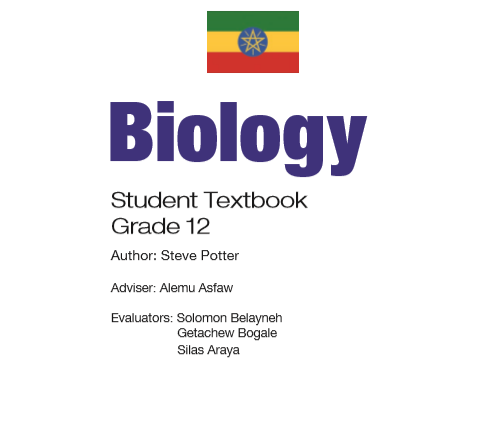 Biology
Student Textbook
Grade 12
Author: Steve Potter
Adviser: Alemu Asfaw
Evaluators: Solomon Belayneh
Getachew Bogale
Silas Araya